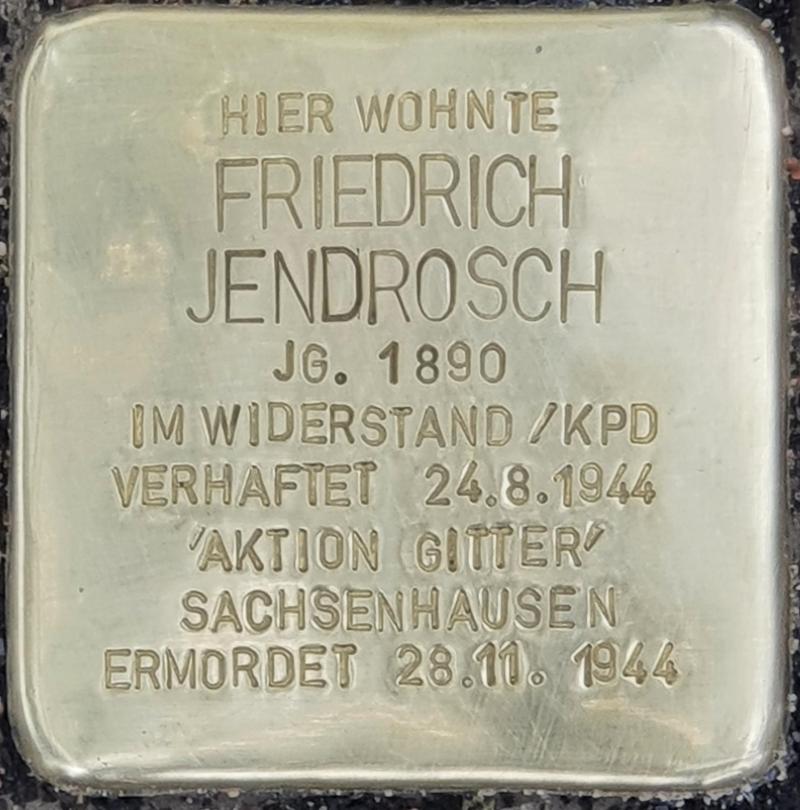 HIER WOHNTE
FRIEDRICH
JENDROSCH
JG. 1890
IM WIDERSTAND /KPD
VERHAFTET 24.8.1944
'AKTION GITTER'
SACHSENHAUSEN
ERMORDET 28.11. 1944